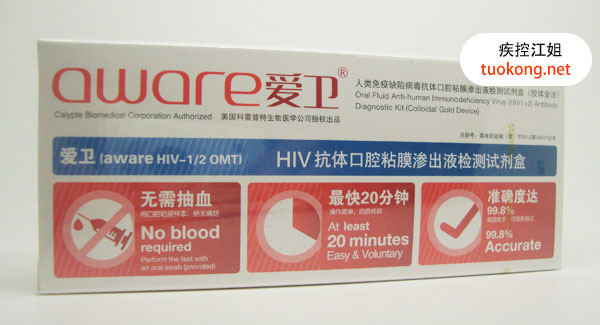 疾控江姐
tuokong.net
aware爱卫®
人类免疫缺陷病毒抗体口腔粘膜渗出液检测试剂盒（胶体金法）
Oral Fluid Anti-human Immunodeficiency Virus (HIV1+2) Antibody
Diagnostic Kit (Colloidal Gold Device)
Calypte Biomedical Corporation Authorized 美国科雷普特生物医学公司授权出品
爱卫 (aware HIV-1/2 OMT) HIV 抗体口腔粘膜渗出液检测试剂盒
无需抽血
No blood
required
Perform the test with
an oral swab (provided)
最快20分钟
At least
20 minutes
Easy & Voluntary
准确度达
99.8%
99.8%
Accurate